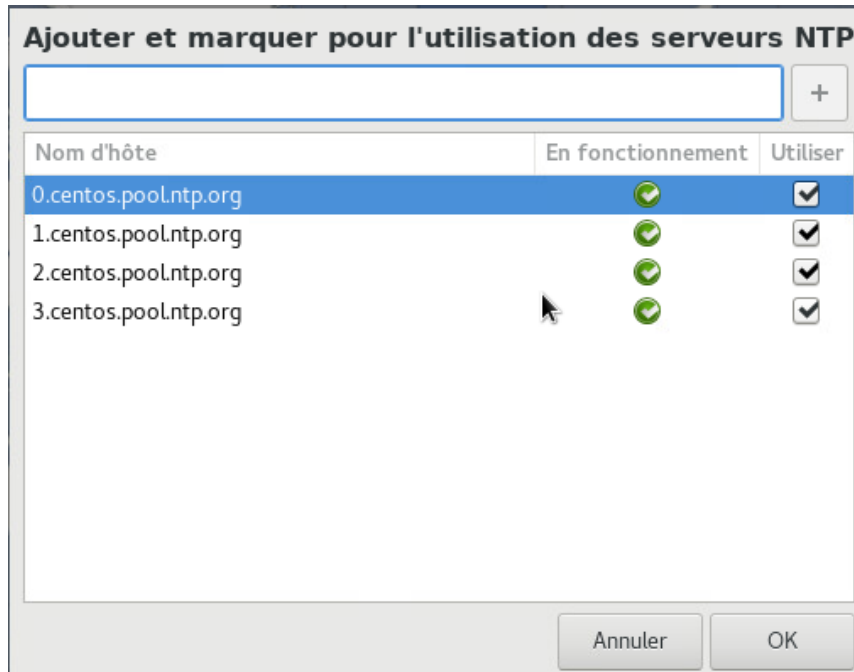 Ajouter et marquer pour l'utilisation des serveurs NTP
+
Nom d'hôte En fonctionnement Utiliser
0.centos.pool.ntp.org
1.centos.pool.ntp.org
2.centos.pool.ntp.org
3.centos.pool.ntp.org
Annuler OK